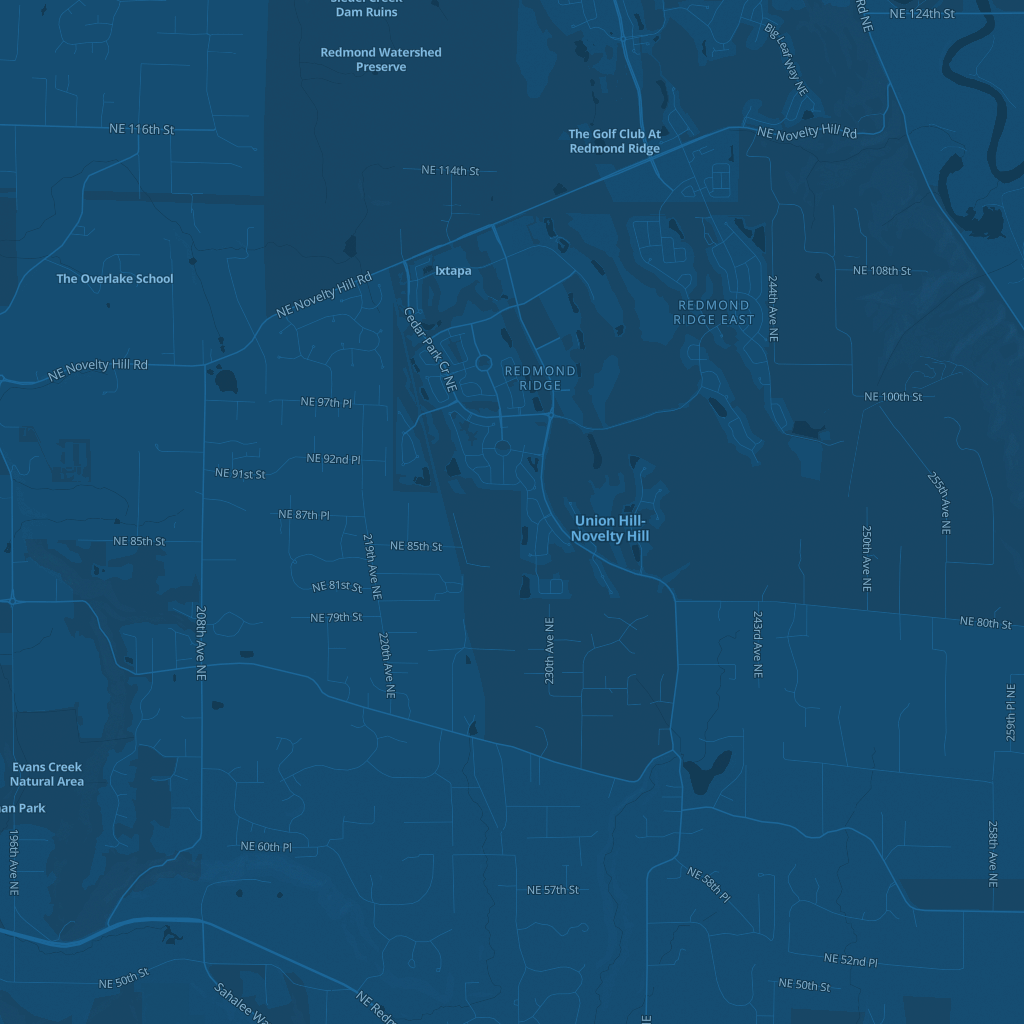 Dam Ruins
NE 124th St
Rd NE
Redmond Watershed
Preserve
Big Leaf Way NE
NE 116th St
The Golf Club At
Redmond Ridge
NE Novelty Hill Rd
NE 114th St
The Overlake School
Ixtapa
NE 108th St
NE Novelty Hill Rd
244th Ave NE
REDMOND
RIDGE EAST
Cedar Park Cr NE
NE Novelty Hill Rd
REDMOND
RIDGE
NE 97th Pl
NE 100th St
NE 92nd Pl
NE 91st St
255th Ave NE
NE 87th Pl
Union Hill-
Novelty Hill
NE 85th St
NE 85th St
219th Ave NE
250th Ave NE
NE 81st St
NE 79th St
208th Ave NE
220th Ave NE
230th Ave NE
243rd Ave NE
NE 80th St
259th Pl NE
Evans Creek
Natural Area
an Park
196th Ave NE
NE 60th Pl
258th Ave NE
NE 57th St
NE 58th Pl
NE 52nd Pl
NE 50th St
NE 50th St
Sahalee Wa
NE Redm
NE